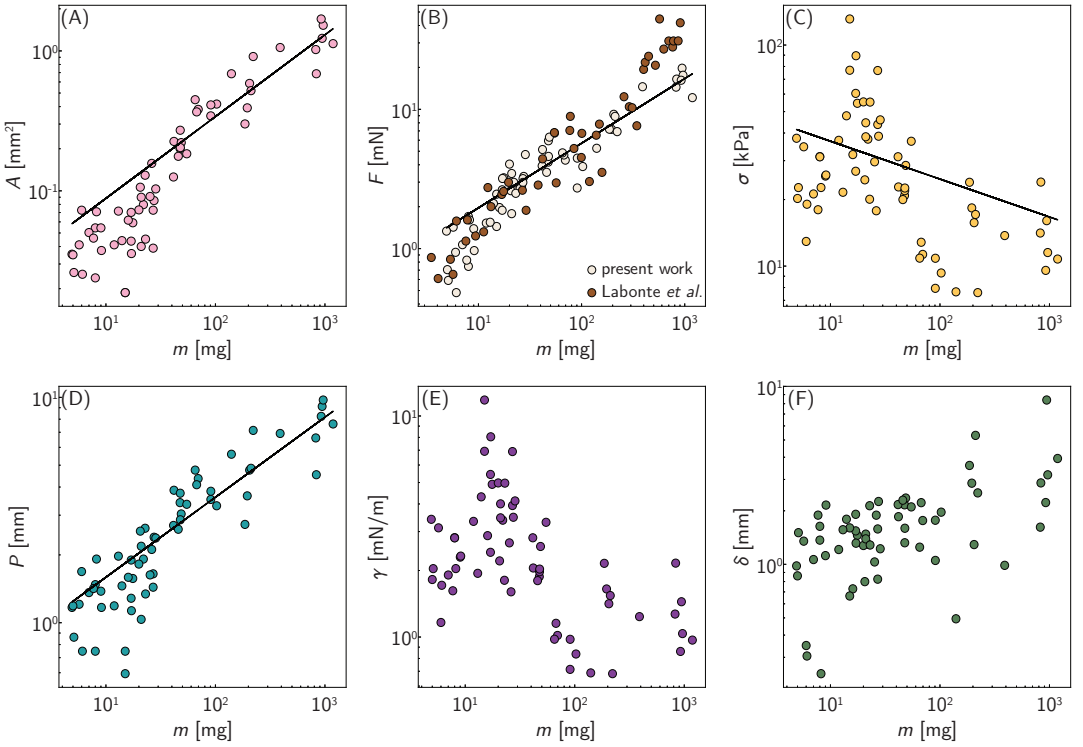 (A)
A [mm²]
10⁰
10⁻¹
10¹
10²
10³
m [mg]
(B)
F [mN]
10¹
10⁰
present work
Labonte et al.
10¹
10²
10³
m [mg]
(C)
σ [kPa]
10²
10¹
10¹
10²
10³
m [mg]
(D)
P [mm]
10¹
10⁰
10¹
10²
10³
m [mg]
(E)
γ [mN/m]
10¹
10⁰
10¹
10²
10³
m [mg]
(F)
δ [mm]
10¹
10⁰
10¹
10²
10³
m [mg]